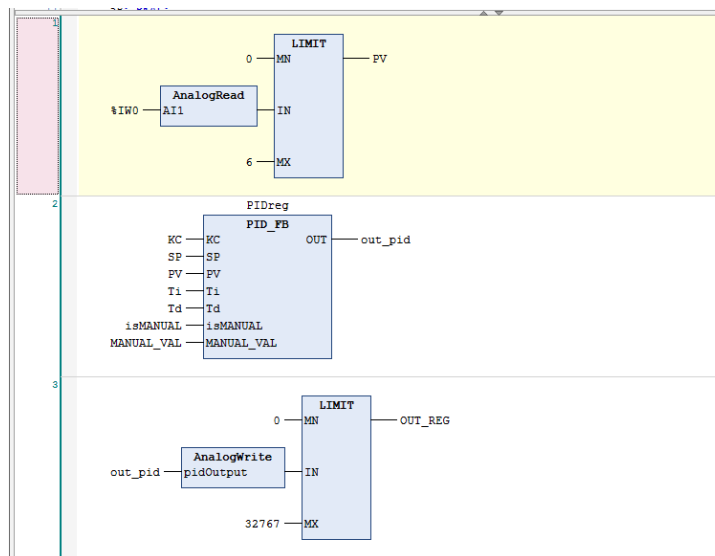 1
LIMIT
0 MN PV
AnalogRead
%IW0 AI1 IN
6 MX
2
PIDreg
PID_FB
KC KC OUT out_pid
SP SP
PV PV
Ti Ti
Td Td
isMANUAL isMANUAL
MANUAL_VAL MANUAL_VAL
3
LIMIT
0 MN OUT_REG
AnalogWrite
out_pid pidOutput IN
32767 MX